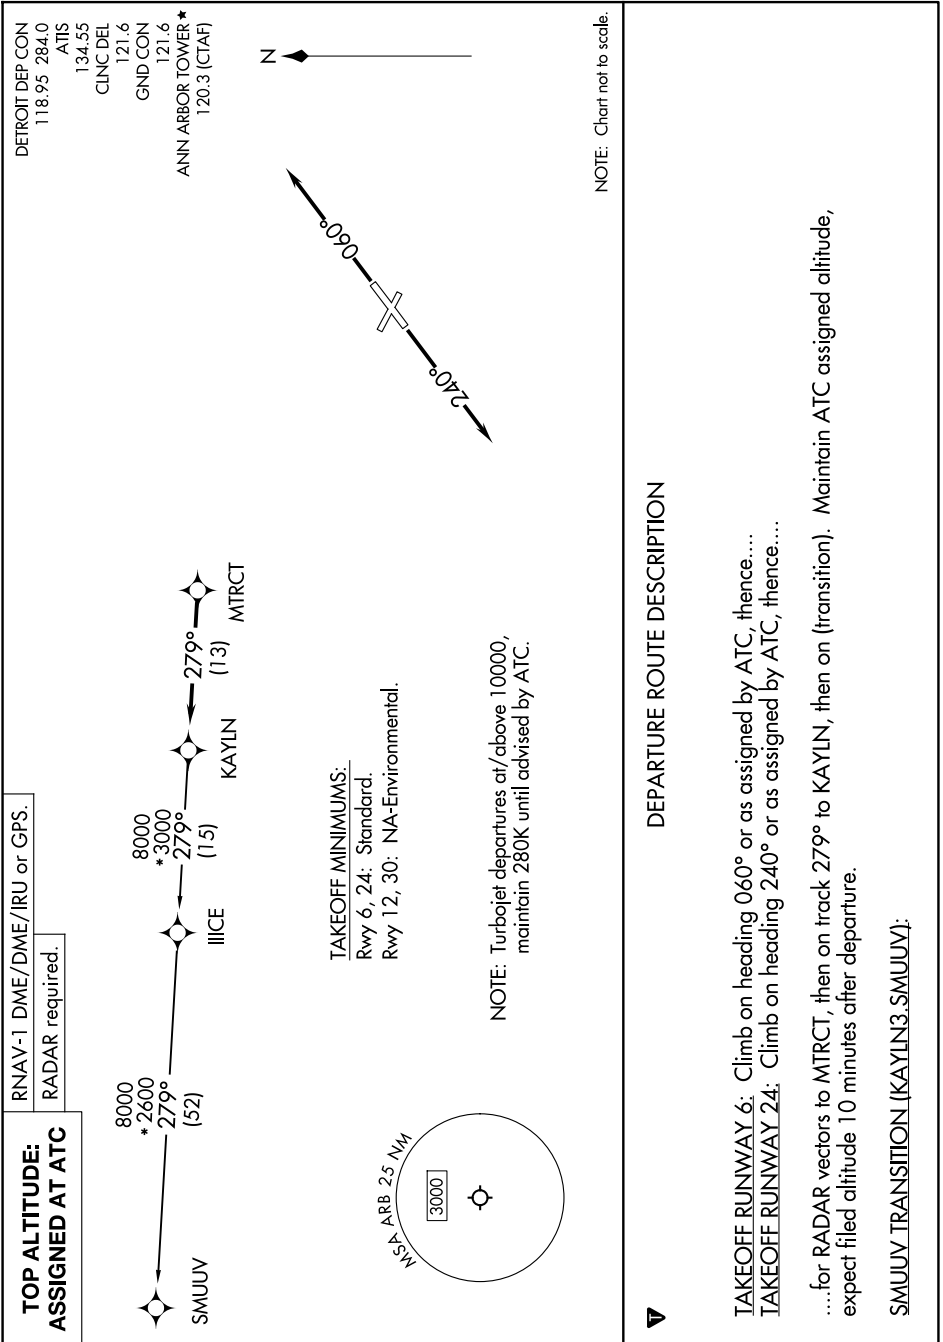 TOP ALTITUDE:
ASSIGNED AT ATC
RNAV-1 DME/DME/IRU or GPS.
RADAR required.
DETROIT DEP CON
118.95 284.0
ATIS
134.55
CLNC DEL
121.6
GND CON
121.6
ANN ARBOR TOWER ★
120.3 (CTAF)
N
SMUUV
8000
*2600
279°
(52)
IIICE
8000
*3000
279°
(15)
KAYLN
279°
(13)
MTRCT
060°
240°
MSA ARB 25 NM
3000
TAKEOFF MINIMUMS:
Rwy 6, 24: Standard.
Rwy 12, 30: NA-Environmental.
NOTE: Turbojet departures at/above 10000,
maintain 280K until advised by ATC.
NOTE: Chart not to scale.
T
DEPARTURE ROUTE DESCRIPTION
TAKEOFF RUNWAY 6: Climb on heading 060° or as assigned by ATC, thence....
TAKEOFF RUNWAY 24: Climb on heading 240° or as assigned by ATC, thence....
....for RADAR vectors to MTRCT, then on track 279° to KAYLN, then on (transition). Maintain ATC assigned altitude,
expect filed altitude 10 minutes after departure.
SMUUV TRANSITION (KAYLN3.SMUUV):